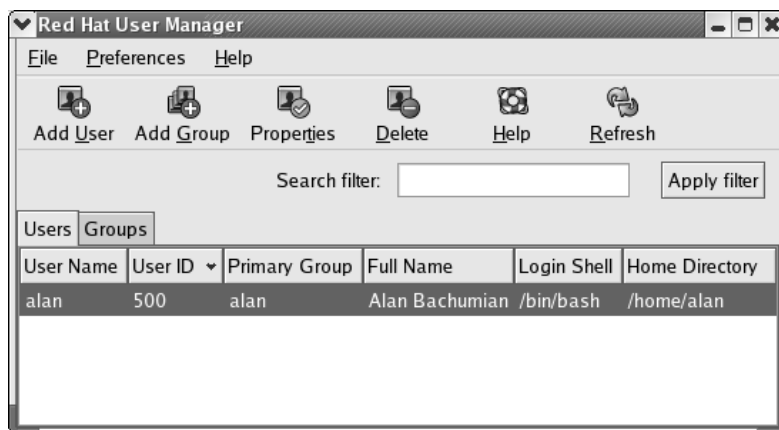 Red Hat User Manager
File Preferences Help
Add User Add Group Properties Delete Help Refresh
Search filter: Apply filter
Users Groups
User Name User ID Primary Group Full Name Login Shell Home Directory
alan 500 alan Alan Bachumian /bin/bash /home/alan